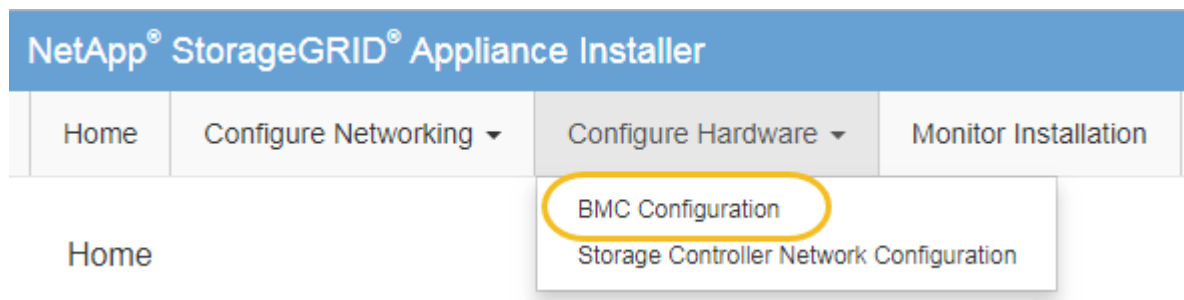 NetApp® StorageGRID® Appliance Installer
Home Configure Networking Configure Hardware Monitor Installation
BMC Configuration
Home
Storage Controller Network Configuration